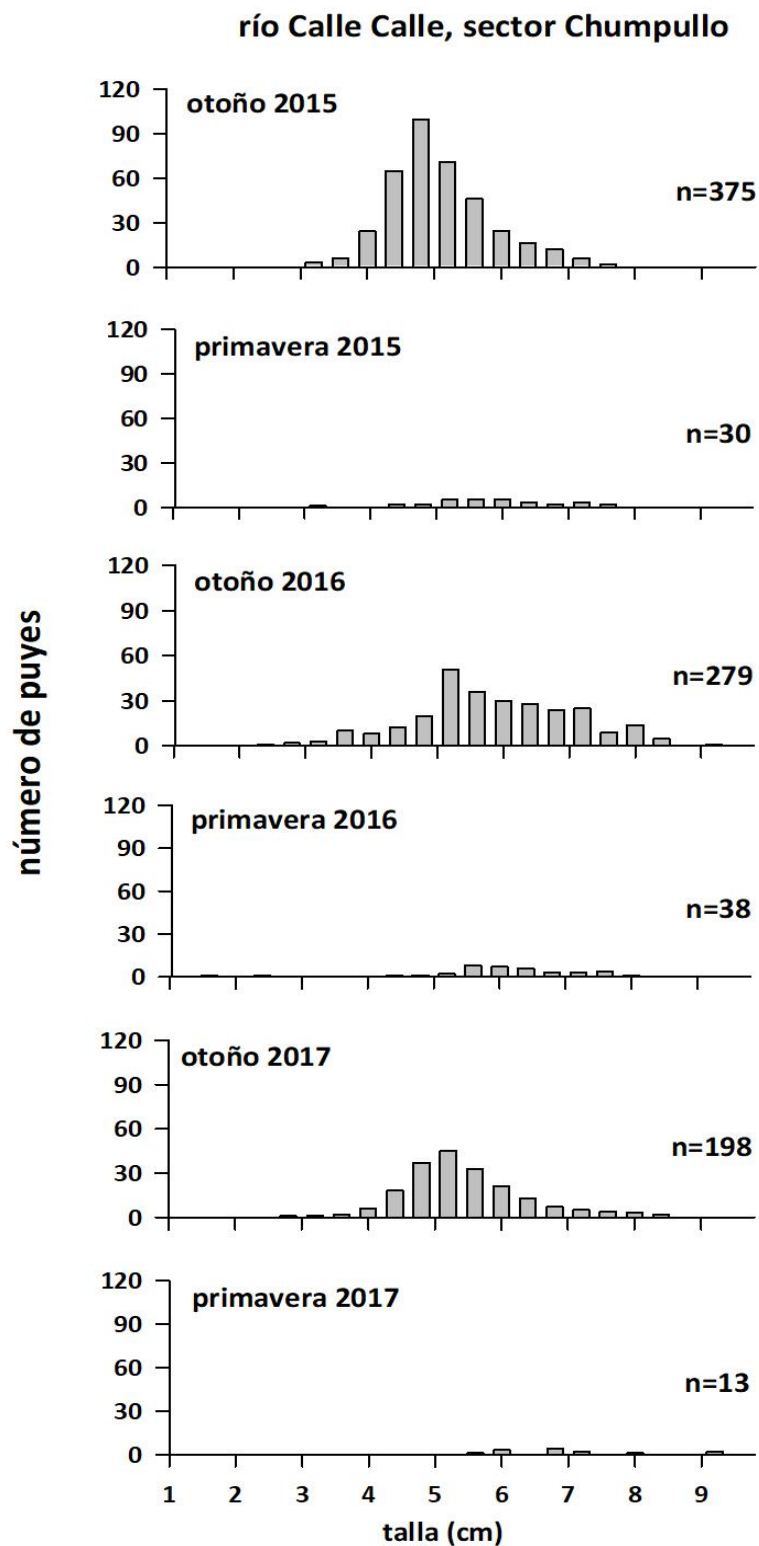 río Calle Calle, sector Chumpullo
número de puyes
otoño 2015
n=375
120
90
60
30
0
primavera 2015
n=30
120
90
60
30
0
otoño 2016
n=279
120
90
60
30
0
primavera 2016
n=38
120
90
60
30
0
otoño 2017
n=198
120
90
60
30
0
primavera 2017
n=13
120
90
60
30
0
1 2 3 4 5 6 7 8 9
talla (cm)